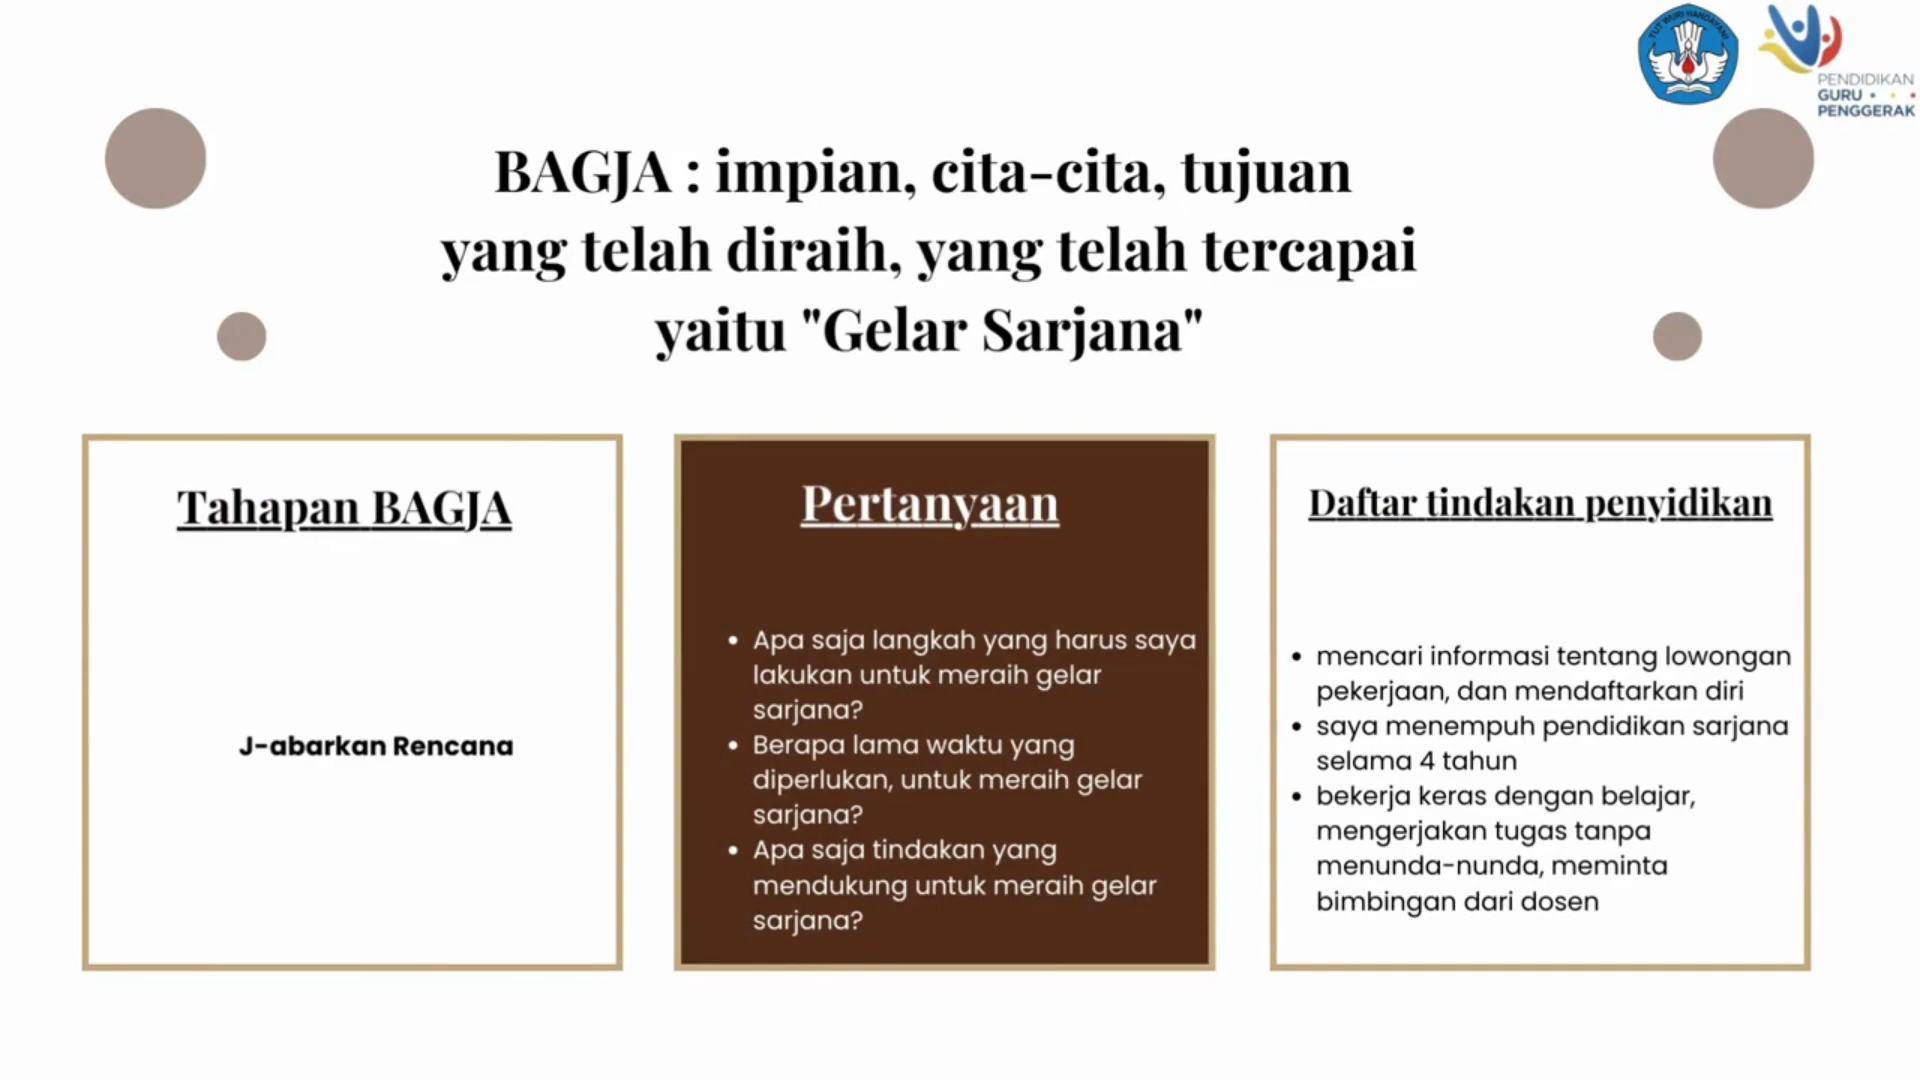 TUT WURI HANDAYANI
PENDIDIKAN
GURU
PENGGERAK
BAGJA : impian, cita-cita, tujuan
yang telah diraih, yang telah tercapai
yaitu "Gelar Sarjana"
Tahapan BAGJA
J-abarkan Rencana
Pertanyaan
• Apa saja langkah yang harus saya
lakukan untuk meraih gelar
sarjana?
• Berapa lama waktu yang
diperlukan, untuk meraih gelar
sarjana?
• Apa saja tindakan yang
mendukung untuk meraih gelar
sarjana?
Daftar tindakan penyidikan
• mencari informasi tentang lowongan
pekerjaan, dan mendaftarkan diri
• saya menempuh pendidikan sarjana
selama 4 tahun
• bekerja keras dengan belajar,
mengerjakan tugas tanpa
menunda-nunda, meminta
bimbingan dari dosen